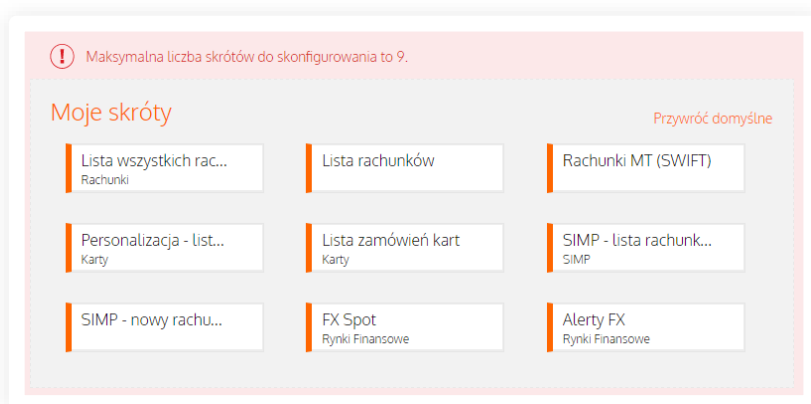 Maksymalna liczba skrótów do skonfigurowania to 9.
Moje skróty
Przywróć domyślne
Lista wszystkich rac...
Rachunki
Lista rachunków
Rachunki MT (SWIFT)
Personalizacja - list...
Karty
Lista zamówień kart
Karty
SIMP - lista rachunk...
SIMP
SIMP - nowy rachu...
FX Spot
Rynki Finansowe
Alerty FX
Rynki Finansowe